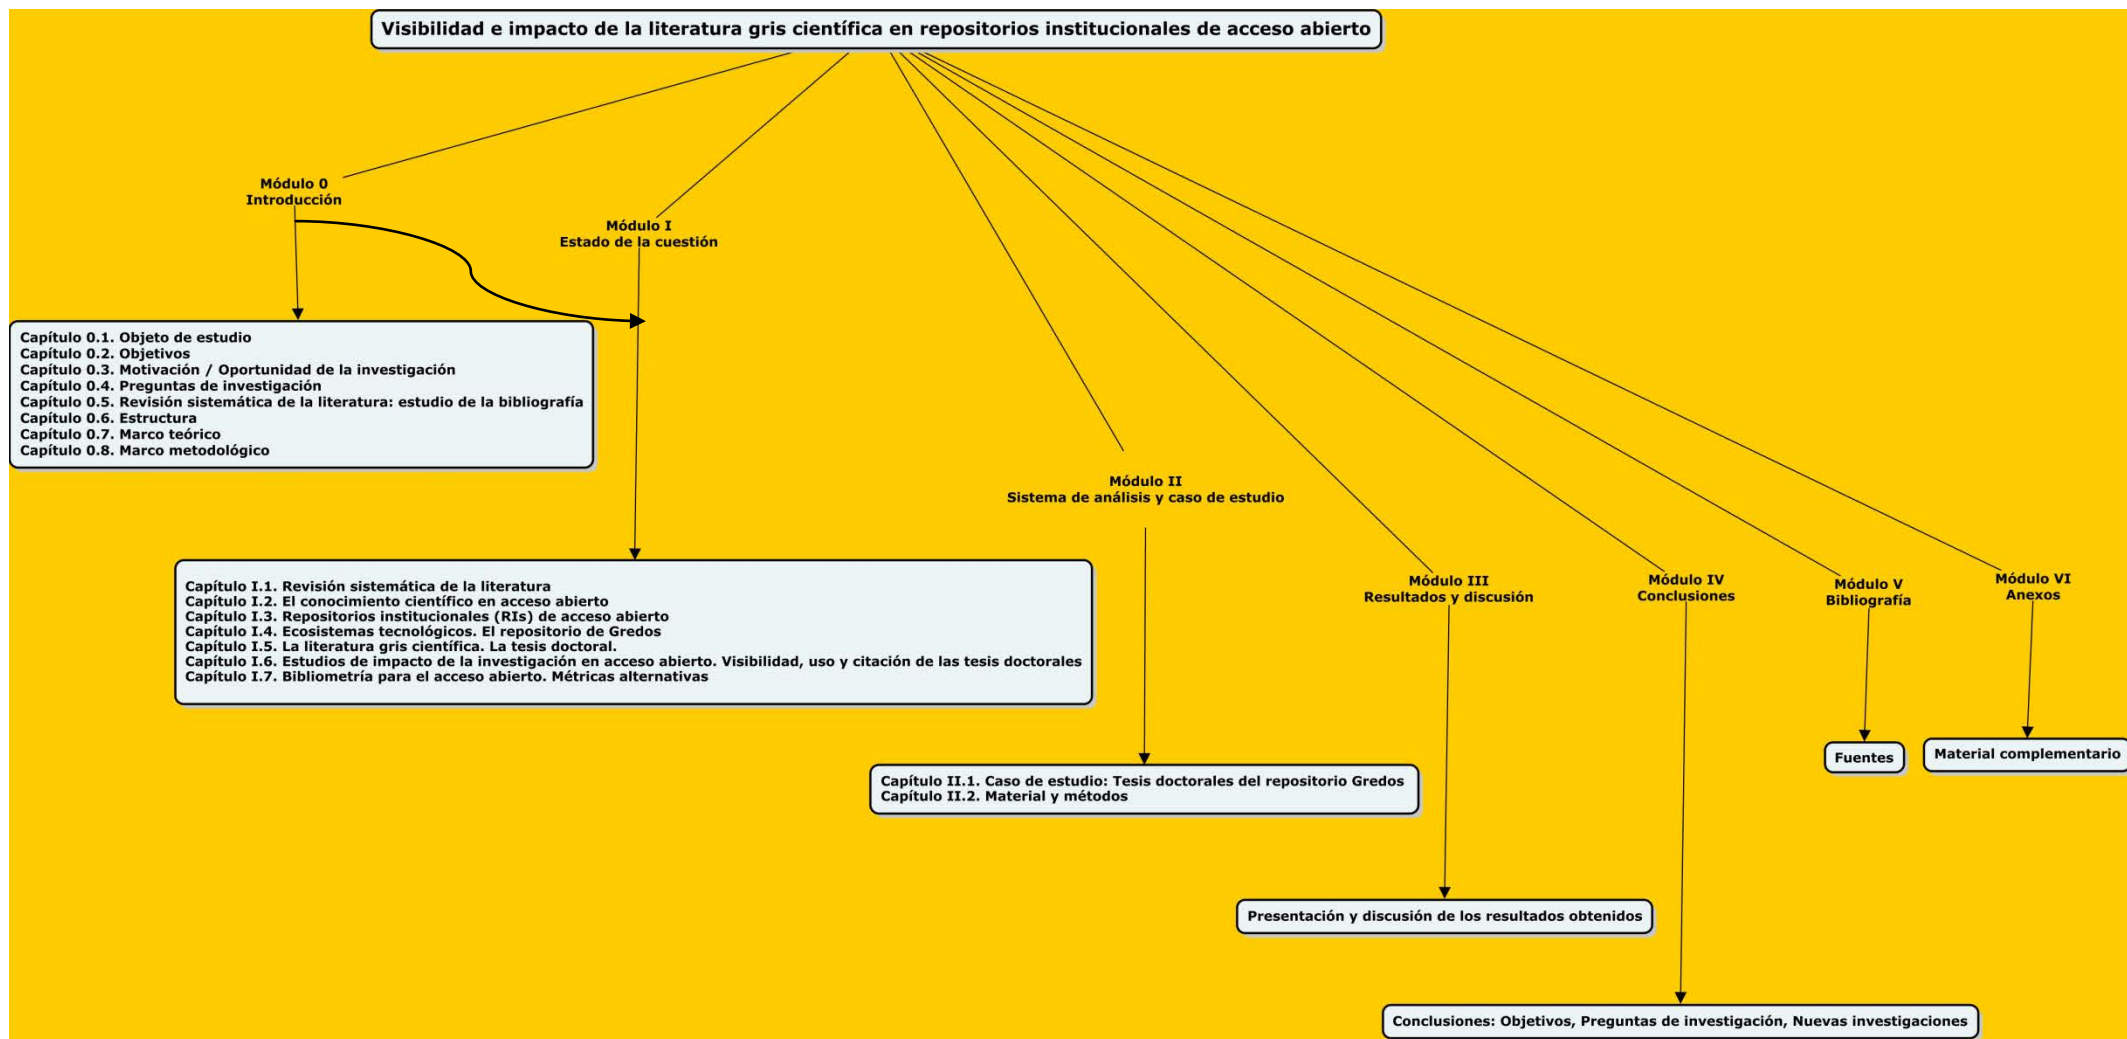 Visibilidad e impacto de la literatura gris científica en repositorios institucionales de acceso abierto
Módulo 0
Introducción
Capítulo 0.1. Objeto de estudio
Capítulo 0.2. Objetivos
Capítulo 0.3. Motivación / Oportunidad de la investigación
Capítulo 0.4. Preguntas de investigación
Capítulo 0.5. Revisión sistemática de la literatura: estudio de la bibliografía
Capítulo 0.6. Estructura
Capítulo 0.7. Marco teórico
Capítulo 0.8. Marco metodológico
Módulo I
Estado de la cuestión
Capítulo I.1. Revisión sistemática de la literatura
Capítulo I.2. El conocimiento científico en acceso abierto
Capítulo I.3. Repositorios institucionales (RIs) de acceso abierto
Capítulo I.4. Ecosistemas tecnológicos. El repositorio de Gredos
Capítulo I.5. La literatura gris científica. La tesis doctoral.
Capítulo I.6. Estudios de impacto de la investigación en acceso abierto. Visibilidad, uso y citación de las tesis doctorales
Capítulo I.7. Bibliometría para el acceso abierto. Métricas alternativas
Módulo II
Sistema de análisis y caso de estudio
Capítulo II.1. Caso de estudio: Tesis doctorales del repositorio Gredos
Capítulo II.2. Material y métodos
Módulo III
Resultados y discusión
Presentación y discusión de los resultados obtenidos
Módulo IV
Conclusiones
Conclusiones: Objetivos, Preguntas de investigación, Nuevas investigaciones
Módulo V
Bibliografía
Fuentes
Módulo VI
Anexos
Material complementario